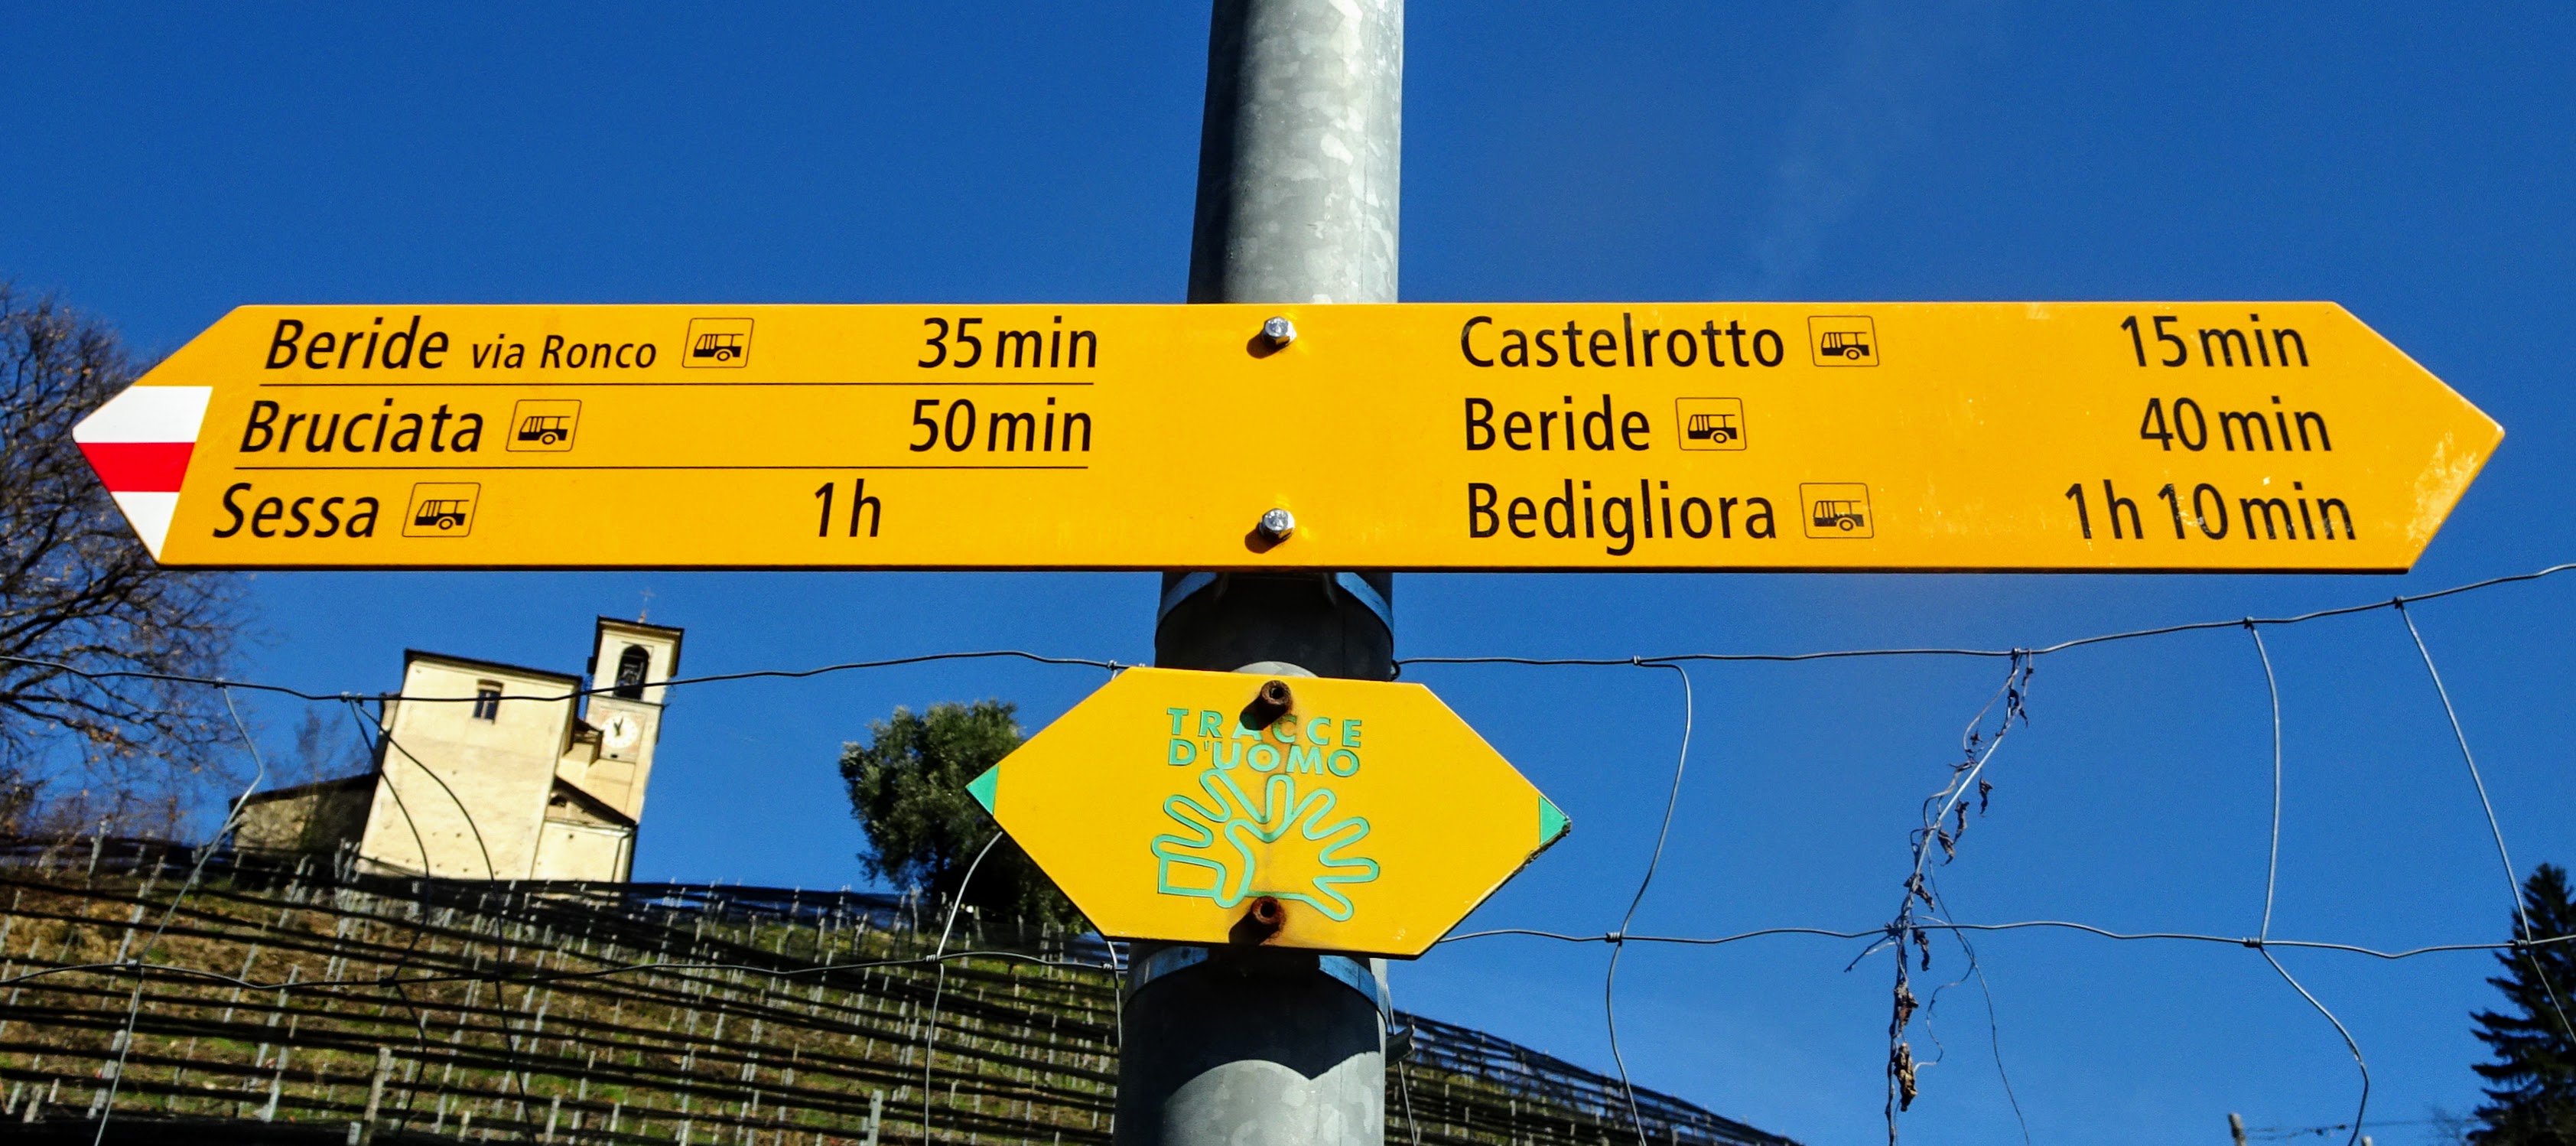 Beride via Ronco 35 min
Bruciata 50 min
Sessa 1 h
Castelrotto 15 min
Beride 40 min
Bedigliora 1 h 10 min
TRACCE
D'UOMO